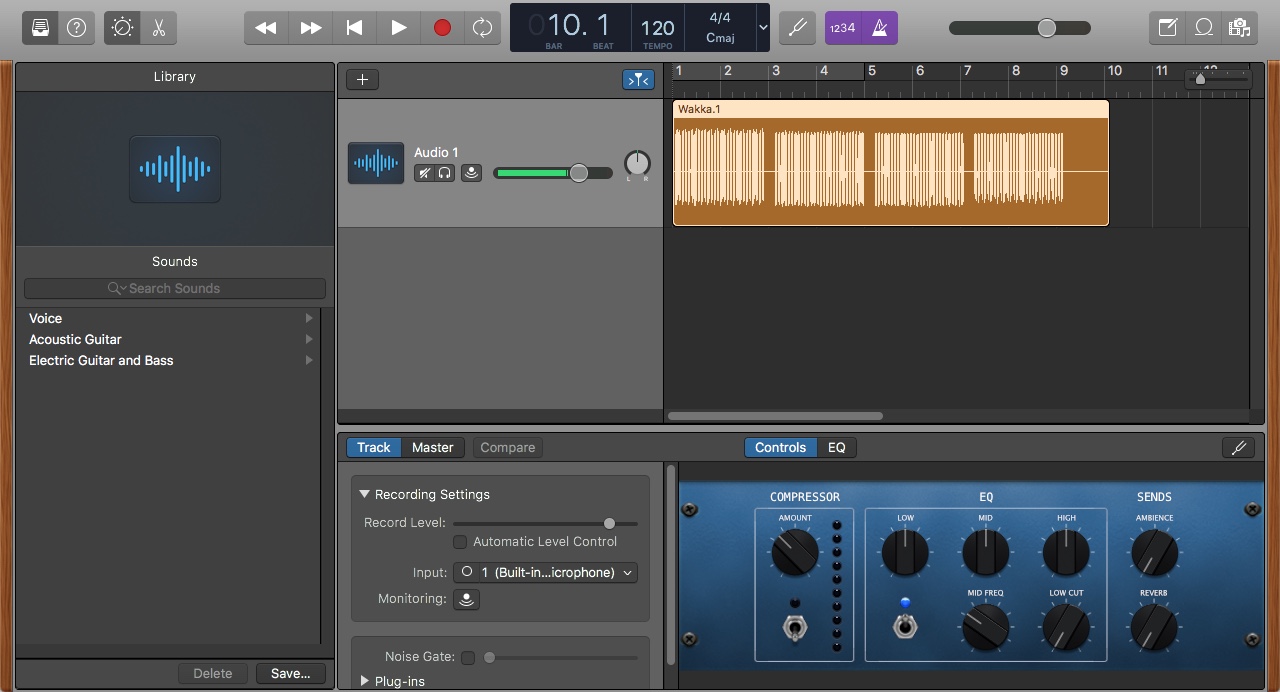 010. 1
BAR
BEAT
120
TEMPO
4/4
Cmaj
1234
Library
Sounds
Search Sounds
Voice
Acoustic Guitar
Electric Guitar and Bass
Delete
Save...
1 2 3 4 5 6 7 8 9 10 11 12
Audio 1
L R
Wakka.1
Track
Master
Compare
Controls
EQ
Recording Settings
Record Level:
Automatic Level Control
Input: 1 (Built-in...icrophone)
Monitoring:
Noise Gate:
Plug-ins
COMPRESSOR
EQ
SENDS
AMOUNT
LOW
MID
HIGH
AMBIENCE
MID FREQ
LOW CUT
REVERB